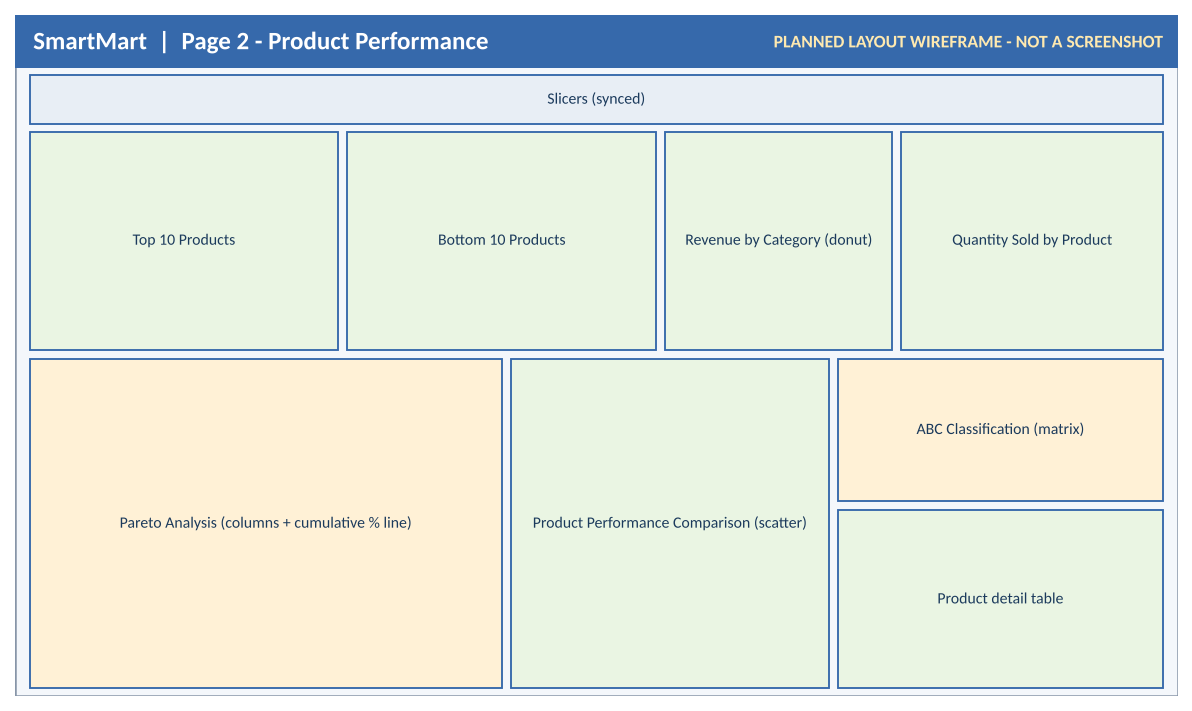 SmartMart | Page 2 - Product Performance
PLANNED LAYOUT WIREFRAME - NOT A SCREENSHOT
Slicers (synced)
Top 10 Products
Bottom 10 Products
Revenue by Category (donut)
Quantity Sold by Product
Pareto Analysis (columns + cumulative % line)
Product Performance Comparison (scatter)
ABC Classification (matrix)
Product detail table